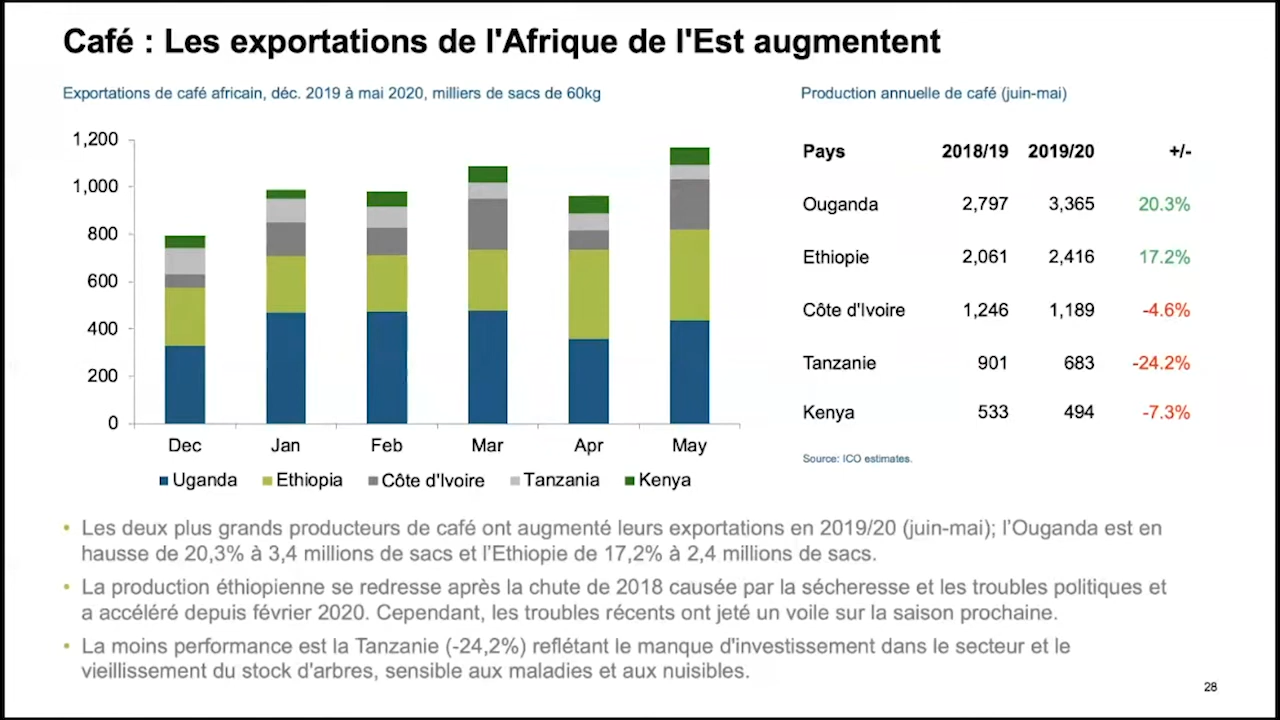 Café : Les exportations de l'Afrique de l'Est augmentent
Exportations de café africain, déc. 2019 à mai 2020, milliers de sacs de 60kg
1,200
1,000
800
600
400
200
0
Dec Jan Feb Mar Apr May
Uganda Ethiopia Côte d'Ivoire Tanzania Kenya
Production annuelle de café (juin-mai)
Pays 2018/19 2019/20 +/-
Ouganda 2,797 3,365 20.3%
Ethiopie 2,061 2,416 17.2%
Côte d'Ivoire 1,246 1,189 -4.6%
Tanzanie 901 683 -24.2%
Kenya 533 494 -7.3%
Source: ICO estimates.
• Les deux plus grands producteurs de café ont augmenté leurs exportations en 2019/20 (juin-mai); l’Ouganda est en
hausse de 20,3% à 3,4 millions de sacs et l’Ethiopie de 17,2% à 2,4 millions de sacs.
• La production éthiopienne se redresse après la chute de 2018 causée par la sécheresse et les troubles politiques et
a accéléré depuis février 2020. Cependant, les troubles récents ont jeté un voile sur la saison prochaine.
• La moins performance est la Tanzanie (-24,2%) reflétant le manque d'investissement dans le secteur et le
vieillissement du stock d'arbres, sensible aux maladies et aux nuisibles.
28